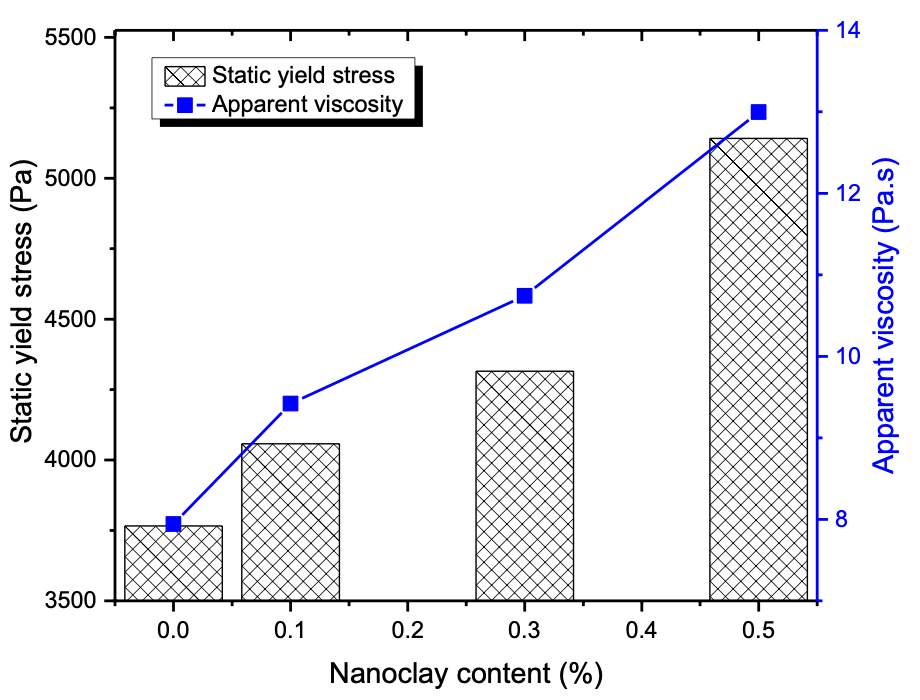 Static yield stress
Apparent viscosity
5500
5000
4500
4000
3500
Static yield stress (Pa)
14
12
10
8
Apparent viscosity (Pa.s)
0.0 0.1 0.2 0.3 0.4 0.5
Nanoclay content (%)